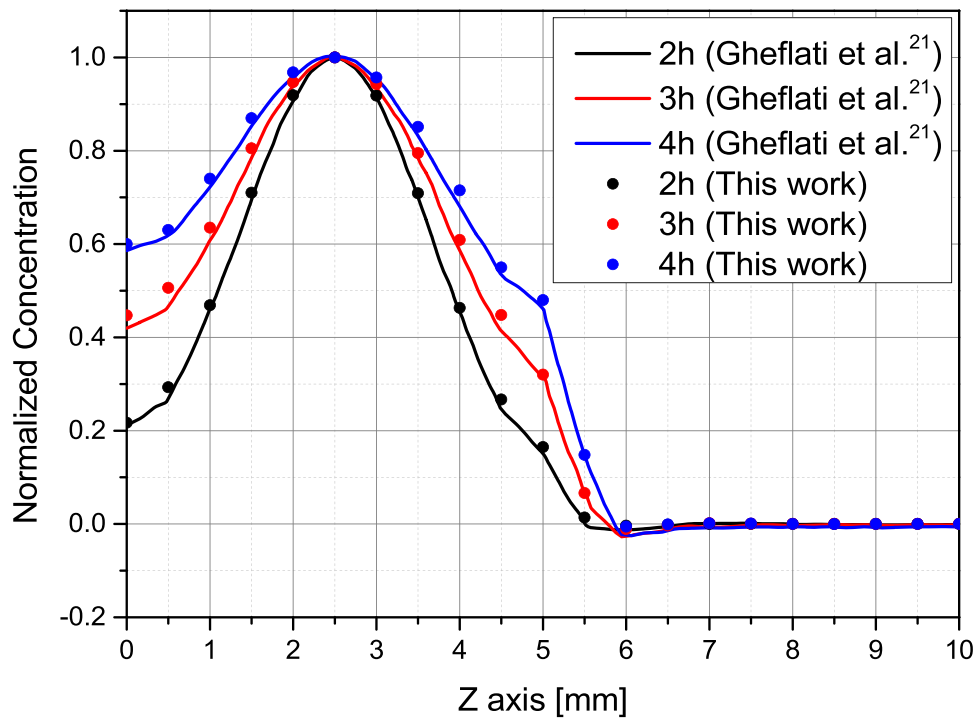 2h (Gheflati et al.²¹)
3h (Gheflati et al.²¹)
4h (Gheflati et al.²¹)
2h (This work)
3h (This work)
4h (This work)
Normalized Concentration
1.0
0.8
0.6
0.4
0.2
0.0
-0.2
0 1 2 3 4 5 6 7 8 9 10
Z axis [mm]